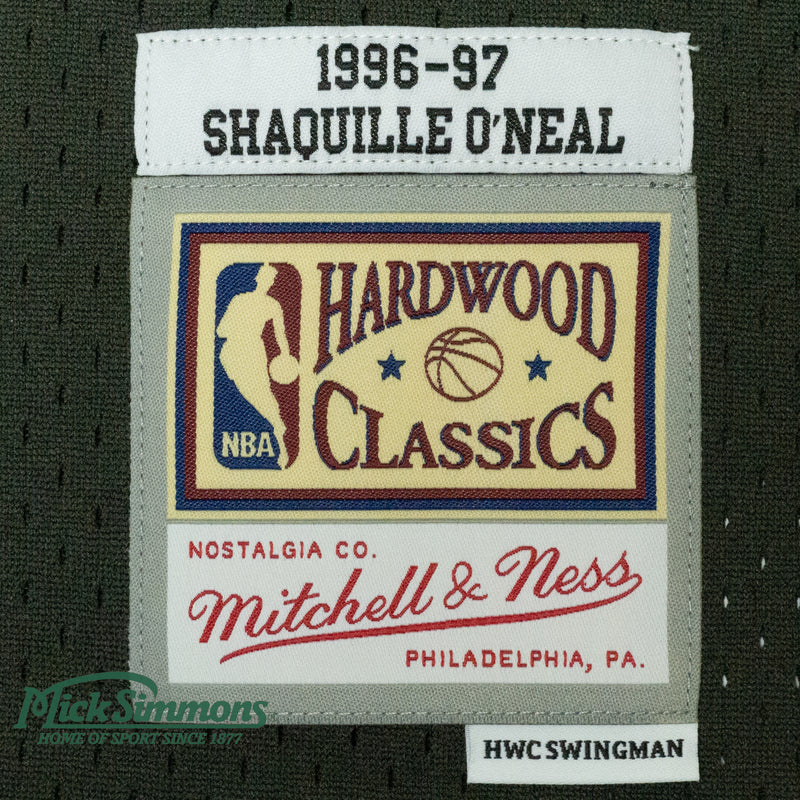 1996-97
SHAQUILLE O'NEAL
HARDWOOD
CLASSICS
NBA
NOSTALGIA CO.
Mitchell & Ness
PHILADELPHIA, PA.
MickSimmons
HOME OF SPORT SINCE 1877
HWC SWINGMAN